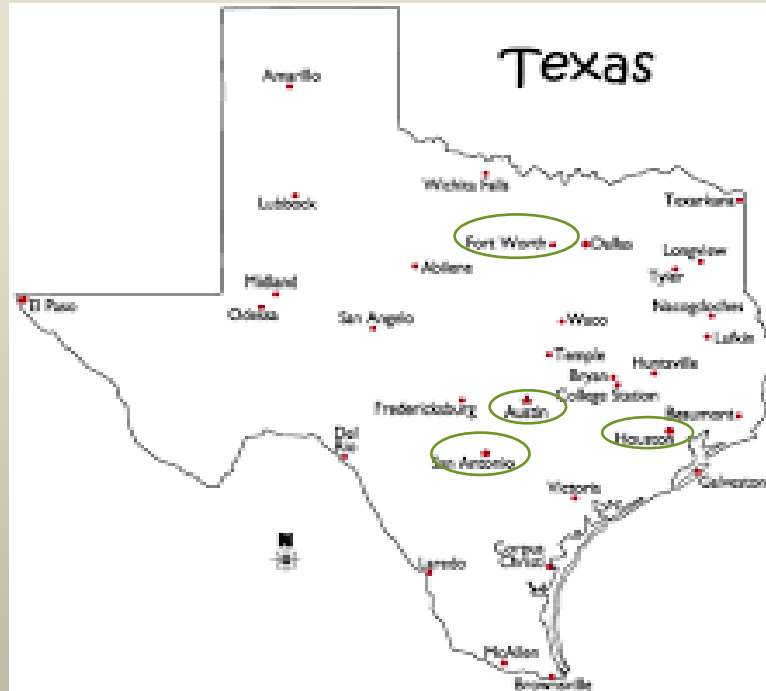 Texas
Amarillo
Wichita Falls
Lubbock
Texarkana
Fort Worth
Dallas
Longview
Abilene
Tyler
Midland
El Paso
Odessa
San Angelo
Nacogdoches
Waco
Lufkin
Temple
Huntsville
Bryan
College Station
Fredericksburg
Austin
Beaumont
Houston
Del
Rio
San Antonio
Galveston
Victoria
N
Corpus
Christi
Laredo
McAllen
Brownsville